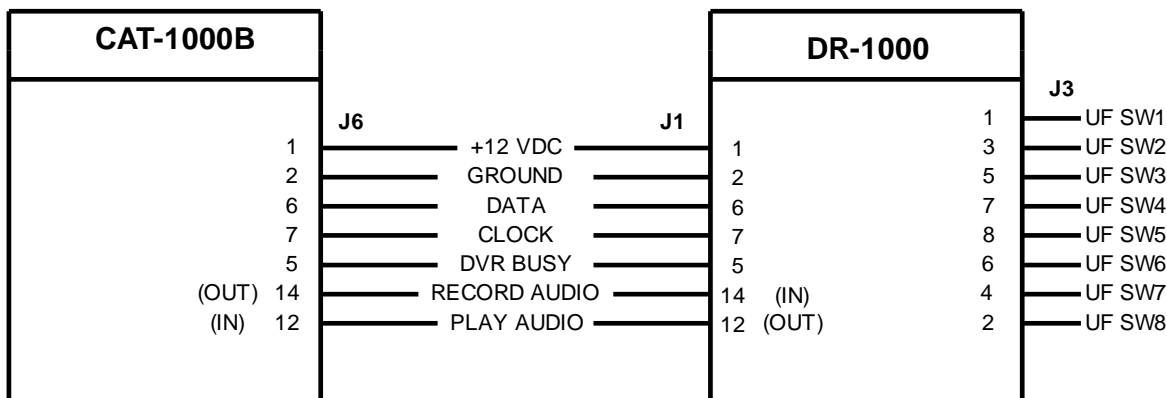 CAT-1000B
DR-1000
J6
J1
J3
1 UF SW1
1 +12 VDC 1 3 UF SW2
2 GROUND 2 5 UF SW3
6 DATA 6 7 UF SW4
7 CLOCK 7 8 UF SW5
5 DVR BUSY 5 6 UF SW6
(OUT) 14 RECORD AUDIO 14 (IN) 4 UF SW7
(IN) 12 PLAY AUDIO 12 (OUT) 2 UF SW8